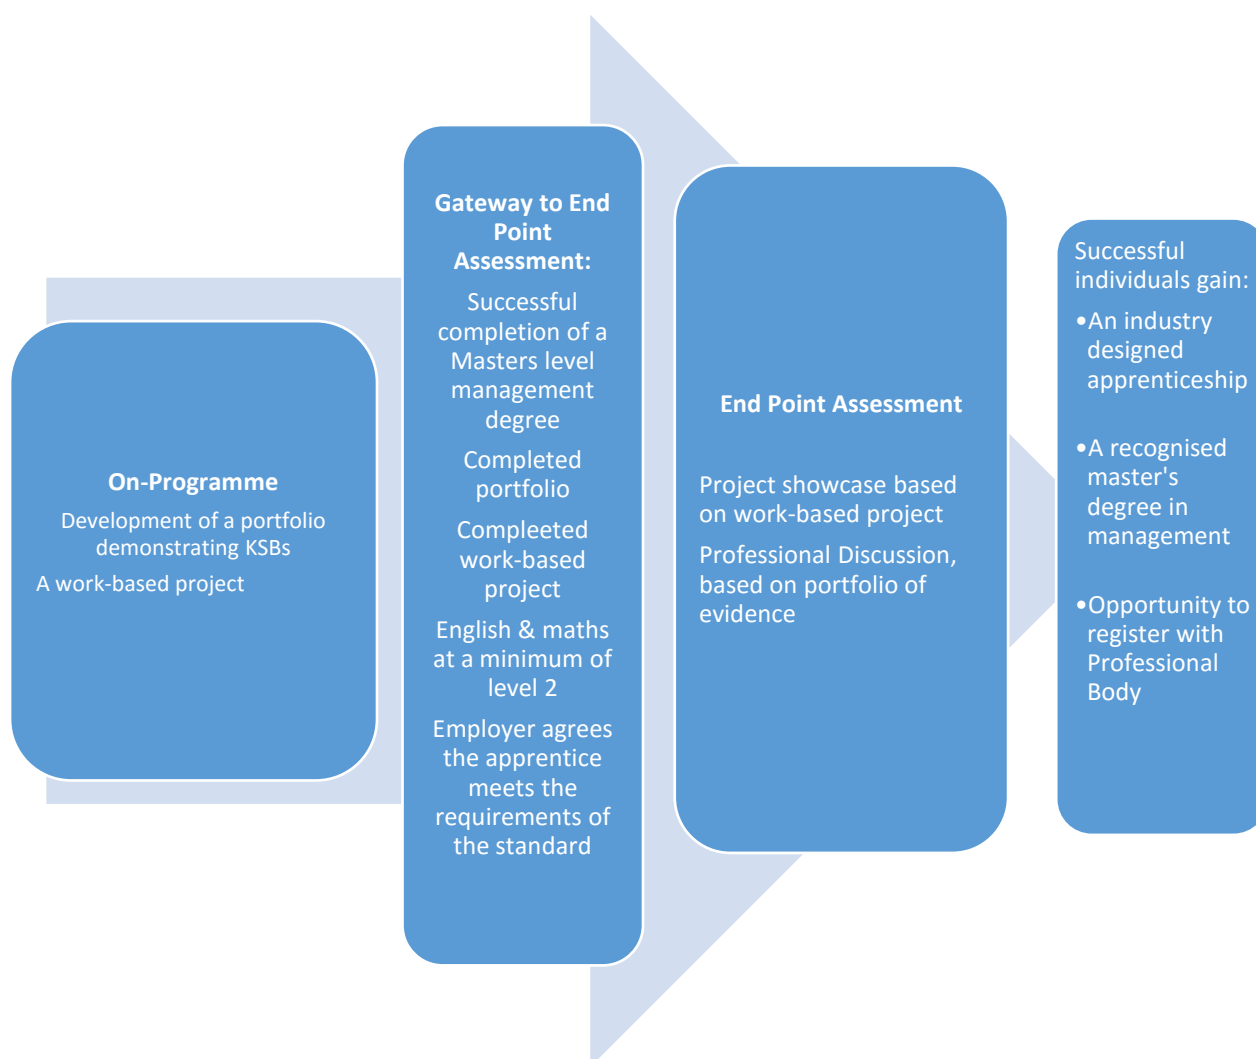 On-Programme
Development of a portfolio
demonstrating KSBs
A work-based project
Gateway to End
Point
Assessment:
Successful
completion of a
Masters level
management
degree
Completed
portfolio
Compleeted
work-based
project
English & maths
at a minimum of
level 2
Employer agrees
the apprentice
meets the
requirements of
the standard
End Point Assessment
Project showcase based
on work-based project
Professional Discussion,
based on portfolio of
evidence
Successful
individuals gain:
•An industry
designed
apprenticeship
•A recognised
master's
degree in
management
•Opportunity to
register with
Professional
Body